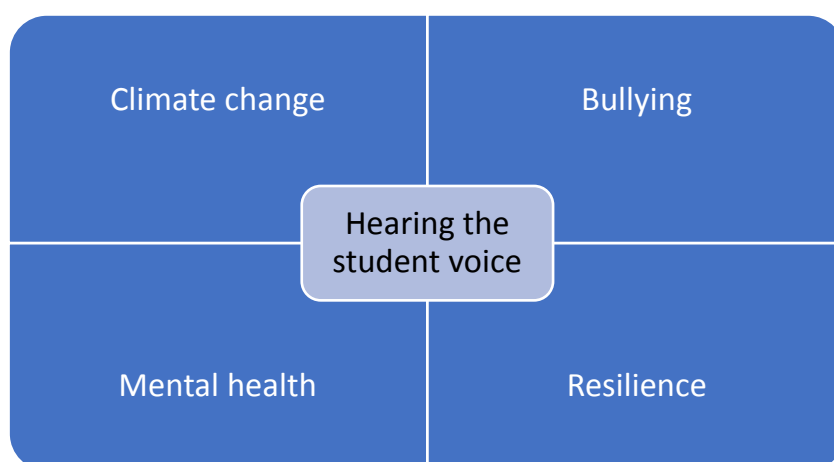 Climate change
Bullying
Hearing the
student voice
Mental health
Resilience